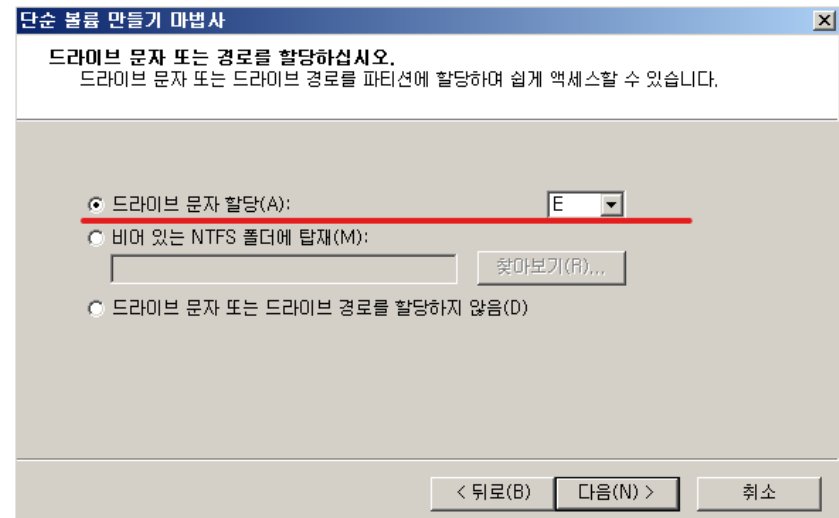 단순 볼륨 만들기 마법사
드라이브 문자 또는 경로를 할당하십시오.
드라이브 문자 또는 드라이브 경로를 파티션에 할당하여 쉽게 액세스할 수 있습니다.
드라이브 문자 할당(A): E
비어 있는 NTFS 폴더에 탑재(M):
찾아보기(R)...
드라이브 문자 또는 드라이브 경로를 할당하지 않음(D)
< 뒤로(B) 다음(N) > 취소